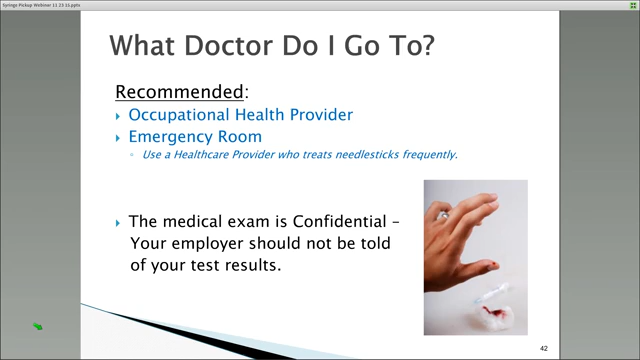 Syringe Pickup Webinar 11 23 15.pptx
What Doctor Do I Go To?
Recommended:
Occupational Health Provider
Emergency Room
Use a Healthcare Provider who treats needlesticks frequently.
The medical exam is Confidential –
Your employer should not be told
of your test results.
42